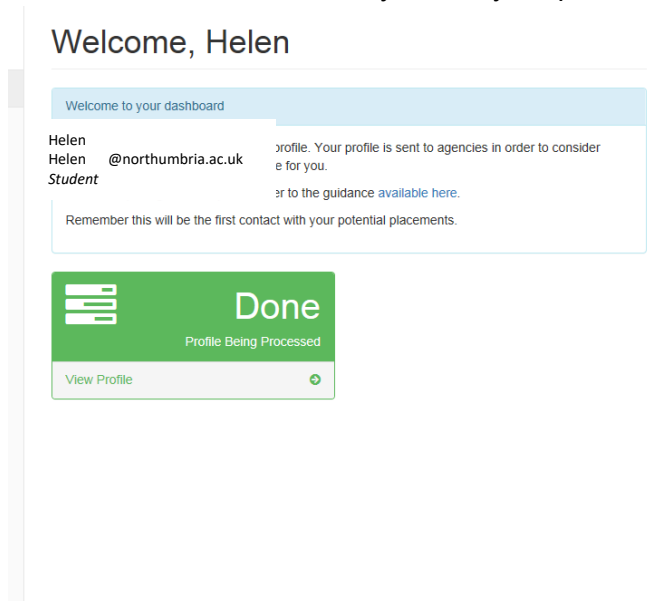 Welcome, Helen
Welcome to your dashboard
Helen
Helen @northumbria.ac.uk
Student
profile. Your profile is sent to agencies in order to consider
e for you.
er to the guidance available here.
Remember this will be the first contact with your potential placements.
Done
Profile Being Processed
View Profile